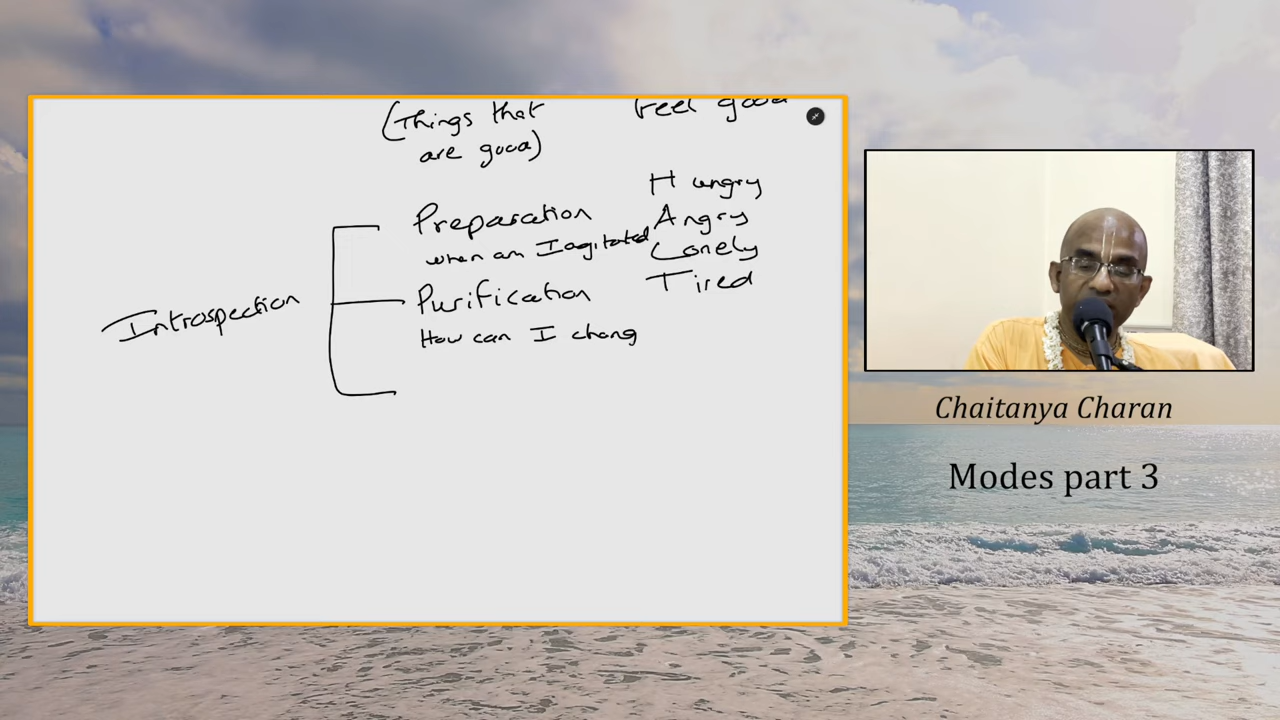 (Things that
are good)
Feel good
Hungry
Angry
Lonely
Tired
Preparation
when am I agitated
Introspection
Purification
How can I chang
Chaitanya Charan
Modes part 3